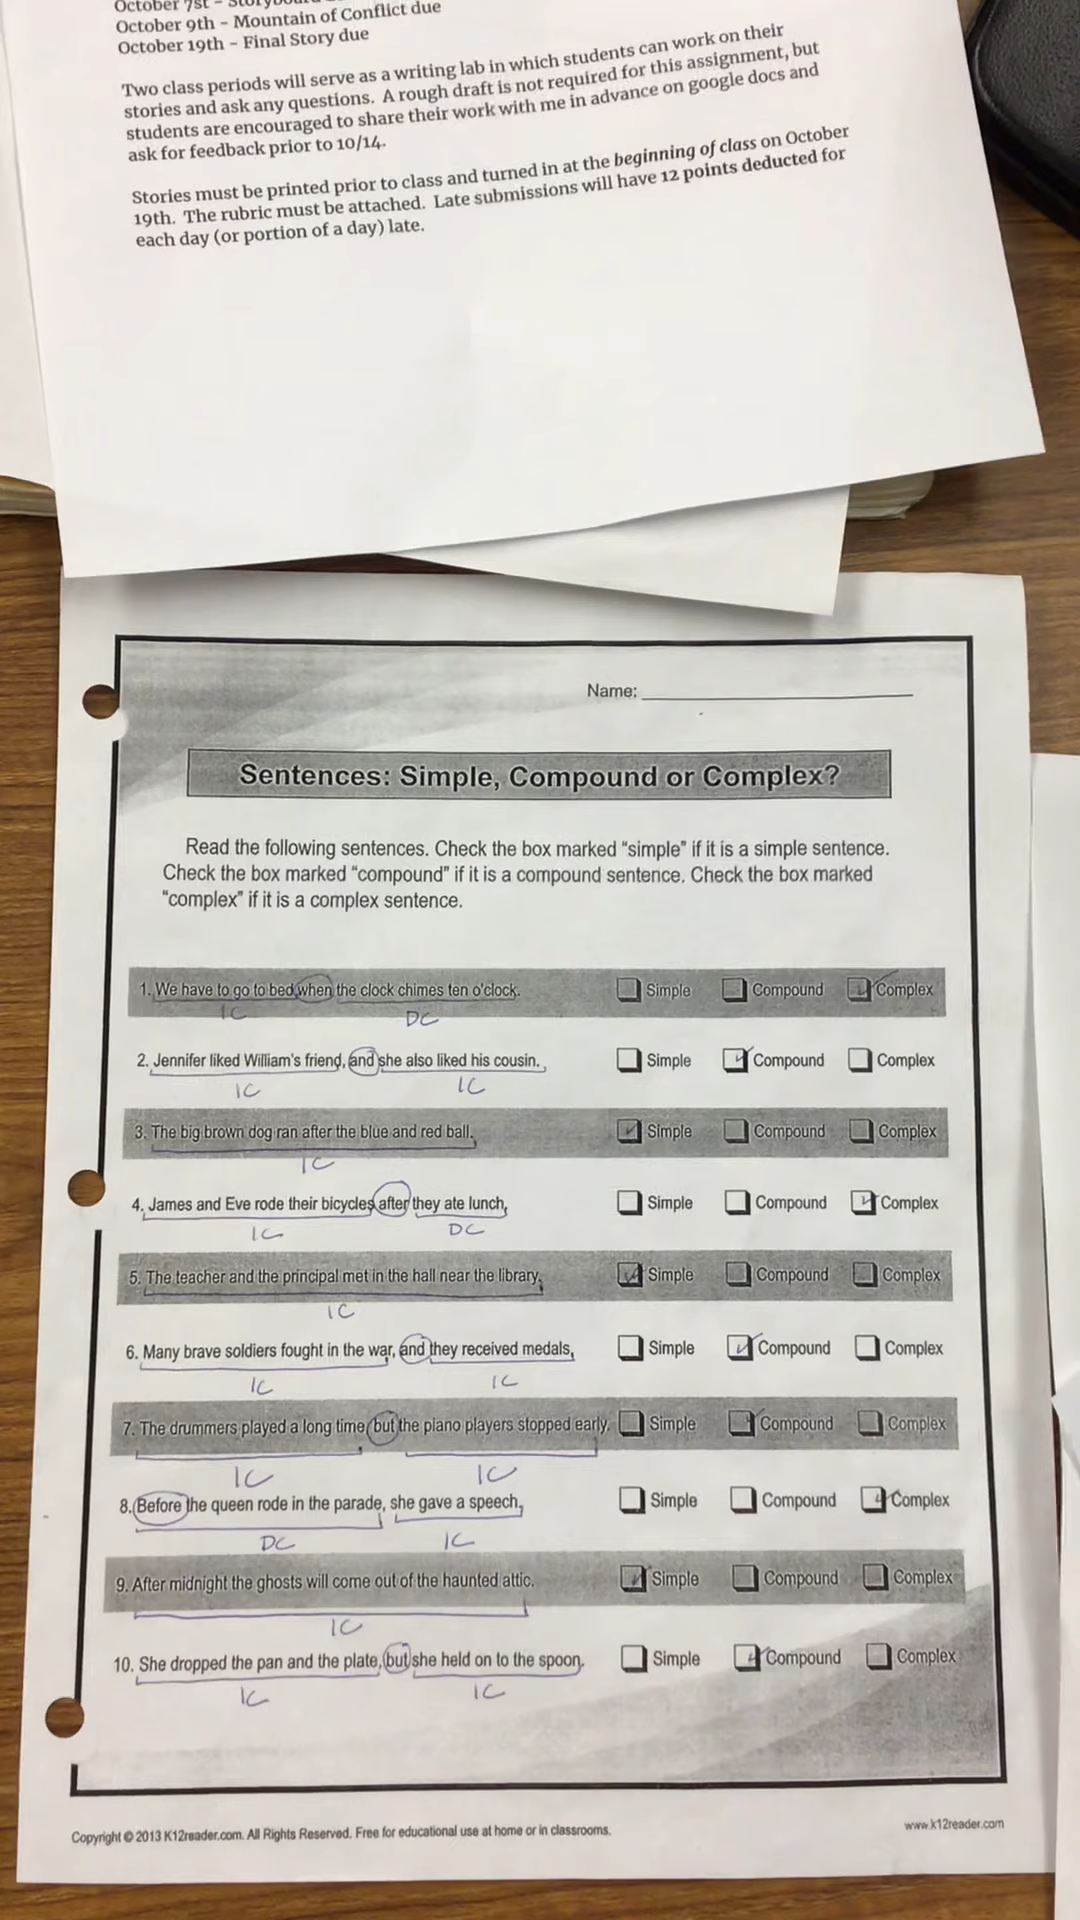 October 7st -
October 9th - Mountain of Conflict due
October 19th - Final Story due
Two class periods will serve as a writing lab in which students can work on their
stories and ask any questions. A rough draft is not required for this assignment, but
students are encouraged to share their work with me in advance on google docs and
ask for feedback prior to 10/14.
Stories must be printed prior to class and turned in at the beginning of class on October
19th. The rubric must be attached. Late submissions will have 12 points deducted for
each day (or portion of a day) late.
Name:
Sentences: Simple, Compound or Complex?
Read the following sentences. Check the box marked "simple" if it is a simple sentence.
Check the box marked "compound" if it is a compound sentence. Check the box marked
"complex" if it is a complex sentence.
1. We have to go to bed when the clock chimes ten o'clock. Simple Compound Complex
IC DC
2. Jennifer liked William's friend, and she also liked his cousin. Simple Compound Complex
IC IC
3. The big brown dog ran after the blue and red ball. Simple Compound Complex
IC
4. James and Eve rode their bicycles after they ate lunch. Simple Compound Complex
IC DC
5. The teacher and the principal met in the hall near the library. Simple Compound Complex
IC
6. Many brave soldiers fought in the war, and they received medals. Simple Compound Complex
IC IC
7. The drummers played a long time, but the piano players stopped early. Simple Compound Complex
IC IC
8. Before the queen rode in the parade, she gave a speech. Simple Compound Complex
DC IC
9. After midnight the ghosts will come out of the haunted attic. Simple Compound Complex
IC
10. She dropped the pan and the plate, but she held on to the spoon. Simple Compound Complex
IC IC
Copyright © 2013 K12reader.com. All Rights Reserved. Free for educational use at home or in classrooms. www.k12reader.com